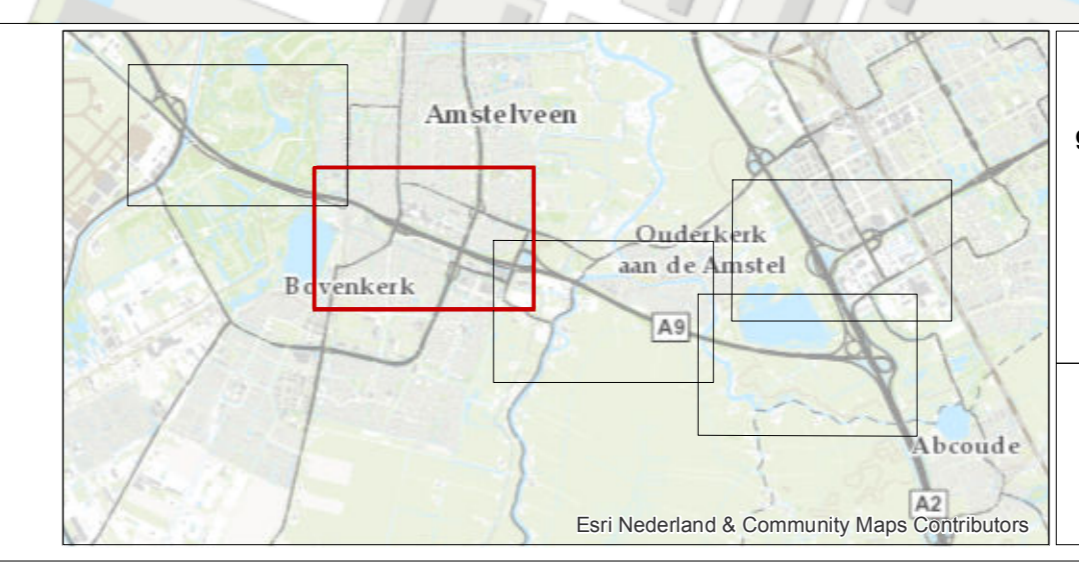 Amstelveen
Ouderkerk
aan de Amstel
Bovenkerk
A9
Abcoude
A2
Esri Nederland & Community Maps Contributors